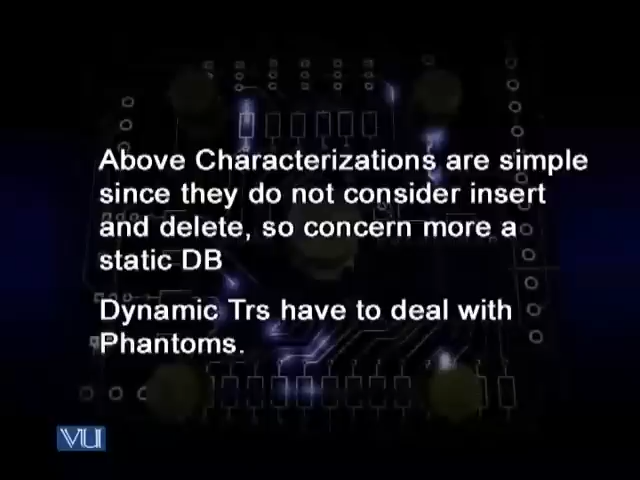 Above Characterizations are simple
since they do not consider insert
and delete, so concern more a
static DB
Dynamic Trs have to deal with
Phantoms.
VU